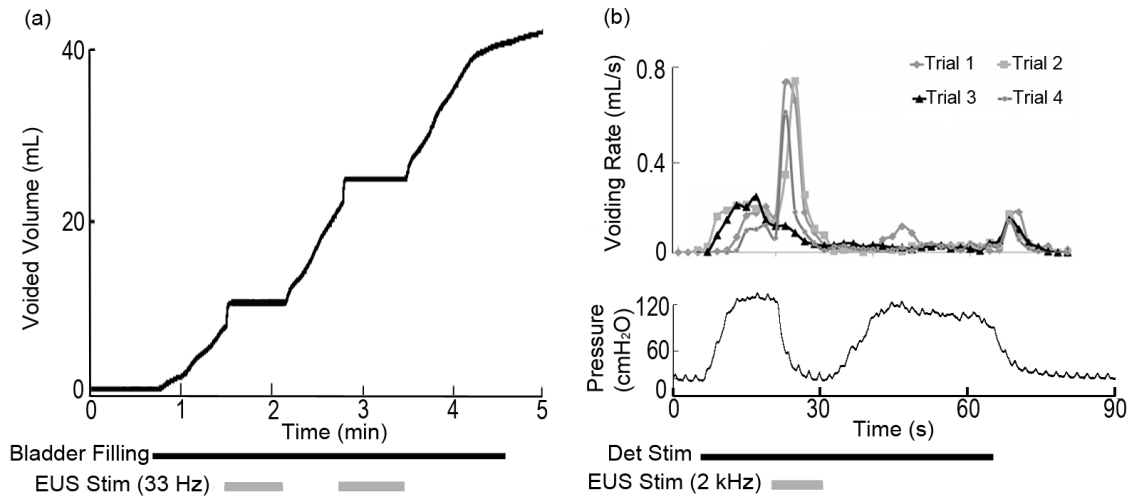 (a)
Voided Volume (mL)
40
20
0
0 1 2 3 4 5
Time (min)
Bladder Filling
EUS Stim (33 Hz)
(b)
Voiding Rate (mL/s)
0.8
0.4
0
Trial 1 Trial 2
Trial 3 Trial 4
Pressure
(cmH₂O)
120
60
0
0 30 60 90
Time (s)
Det Stim
EUS Stim (2 kHz)